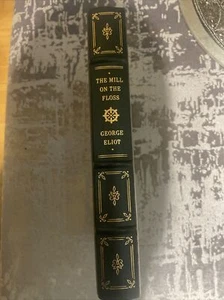 THE MILL
ON THE
FLOSS
GEORGE
ELIOT